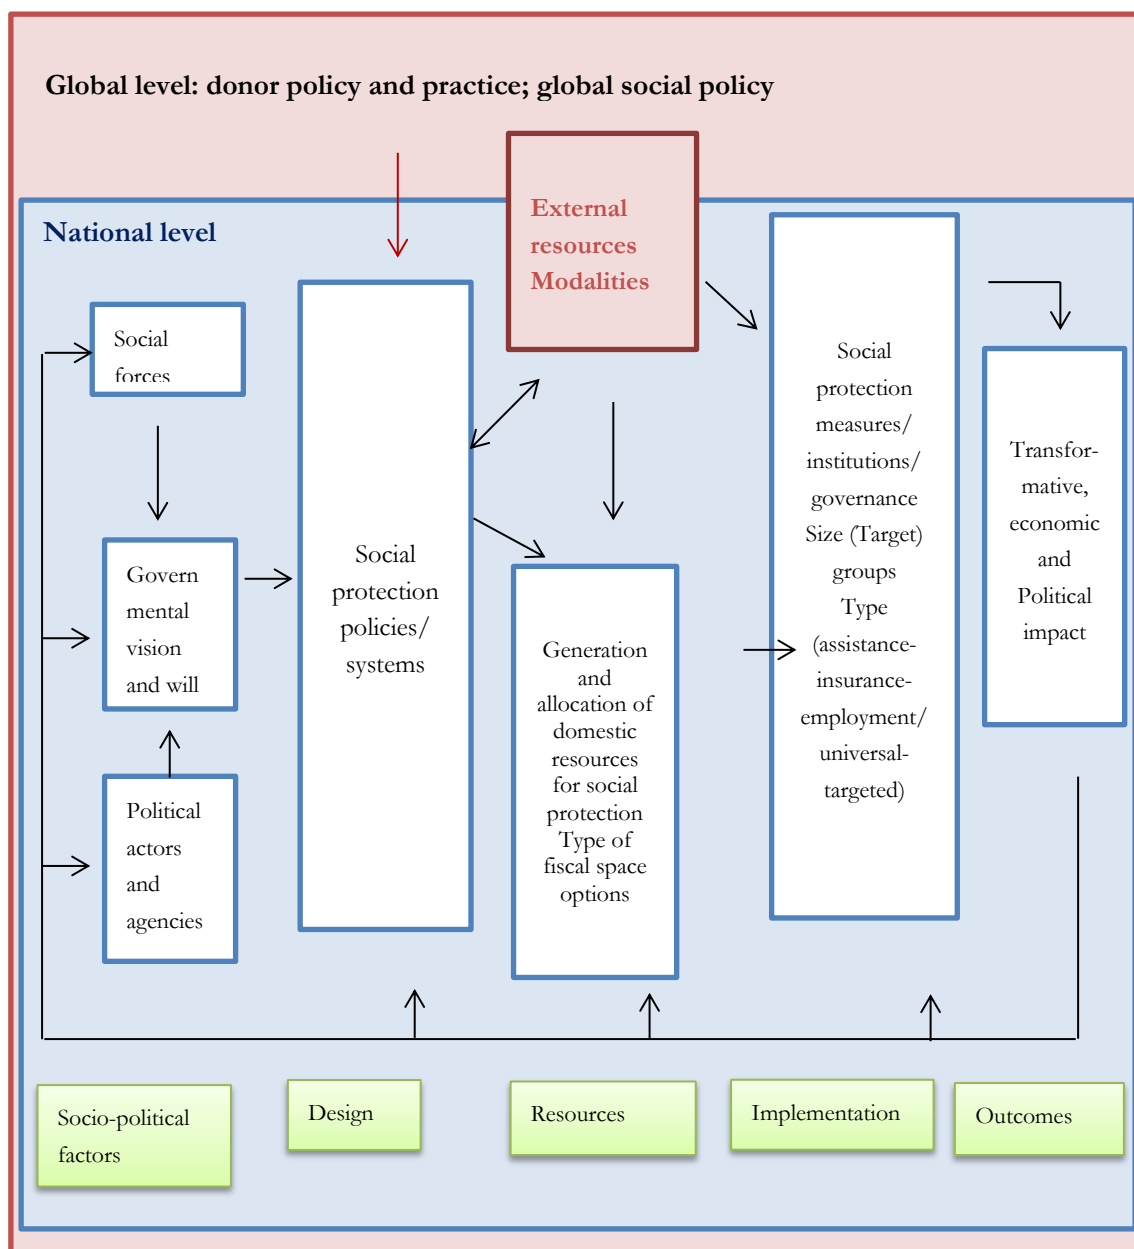 Global level: donor policy and practice; global social policy
External
resources
Modalities
National level
Social
forces
Govern
mental
vision
and will
Political
actors
and
agencies
Social
protection
policies/
systems
Generation
and
allocation of
domestic
resources
for social
protection
Type of
fiscal space
options
Social
protection
measures/
institutions/
governance
Size (Target)
groups
Type
(assistance-
insurance-
employment/
universal-
targeted)
Transfor-
mative,
economic
and
Political
impact
Socio-political
factors
Design
Resources
Implementation
Outcomes